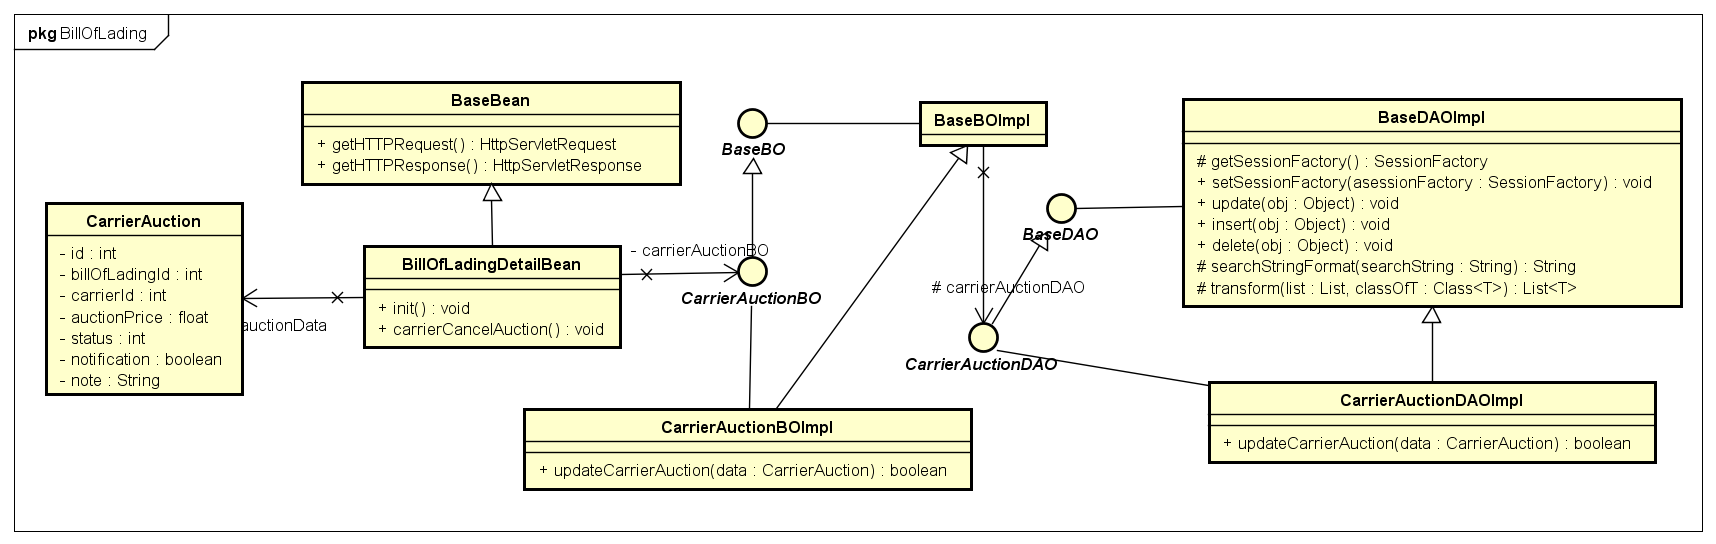 pkg BillOfLading
BaseBean
+ getHTTPRequest() : HttpServletRequest
+ getHTTPResponse() : HttpServletResponse
BaseBO
BaseBOImpl
BaseDAOImpl
# getSessionFactory() : SessionFactory
+ setSessionFactory(asessionFactory : SessionFactory) : void
+ update(obj : Object) : void
+ insert(obj : Object) : void
+ delete(obj : Object) : void
# searchStringFormat(searchString : String) : String
# transform(list : List, classOfT : Class<T>) : List<T>
BaseDAO
CarrierAuction
- id : int
- billOfLadingId : int
- carrierId : int
- auctionPrice : float
- status : int
- notification : boolean
- note : String
auctionData
BillOfLadingDetailBean
+ init() : void
+ carrierCancelAuction() : void
- carrierAuctionBO
CarrierAuctionBO
# carrierAuctionDAO
CarrierAuctionDAO
CarrierAuctionBOImpl
+ updateCarrierAuction(data : CarrierAuction) : boolean
CarrierAuctionDAOImpl
+ updateCarrierAuction(data : CarrierAuction) : boolean